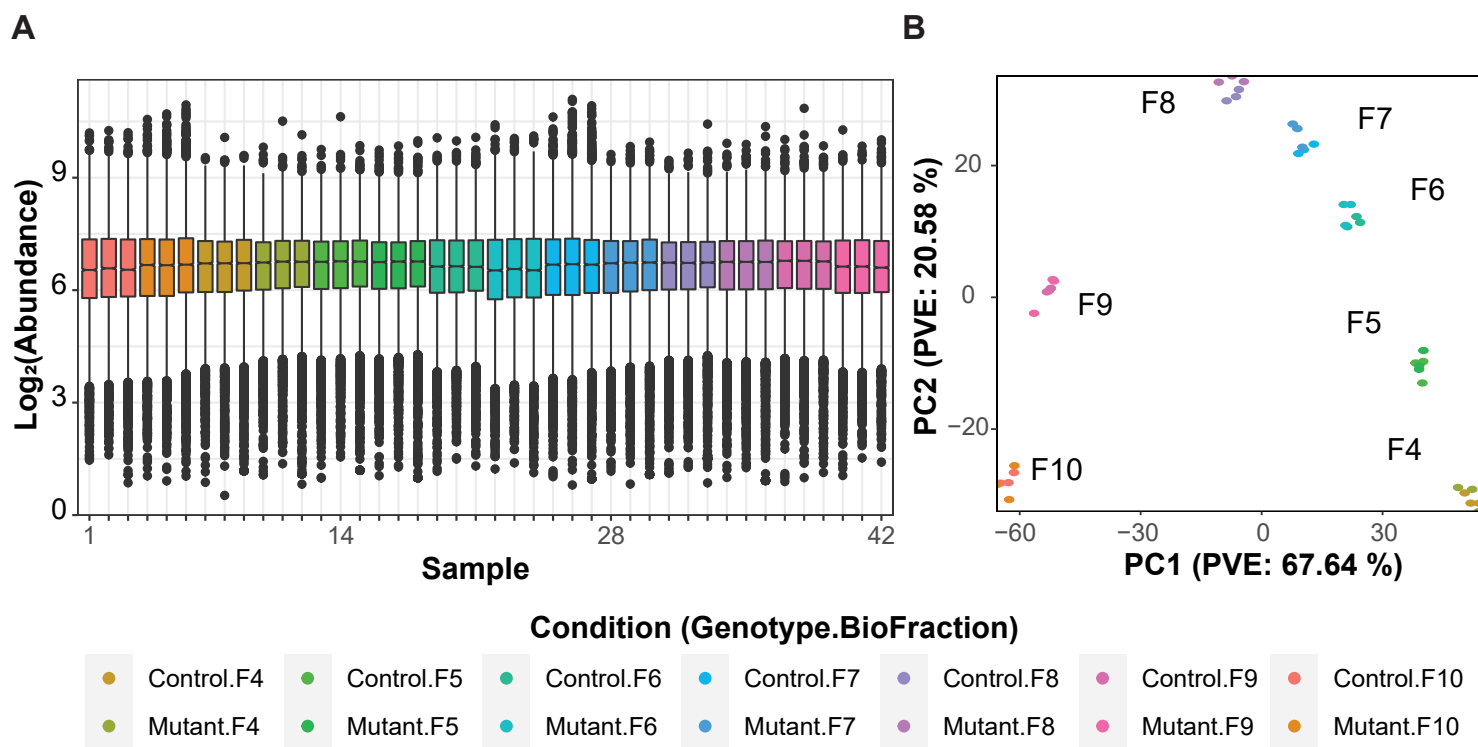 A
B
Log₂(Abundance)
9
6
3
0
1
14
28
42
Sample
PC2 (PVE: 20.58 %)
20
0
−20
F8
F7
F6
F9
F5
F4
F10
−60
−30
0
30
PC1 (PVE: 67.64 %)
Condition (Genotype.BioFraction)
Control.F4 Control.F5 Control.F6 Control.F7 Control.F8 Control.F9 Control.F10
Mutant.F4 Mutant.F5 Mutant.F6 Mutant.F7 Mutant.F8 Mutant.F9 Mutant.F10